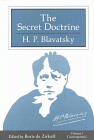 The
Secret Doctrine
H. P. Blavatsky
Edited by Boris de Zirkoff